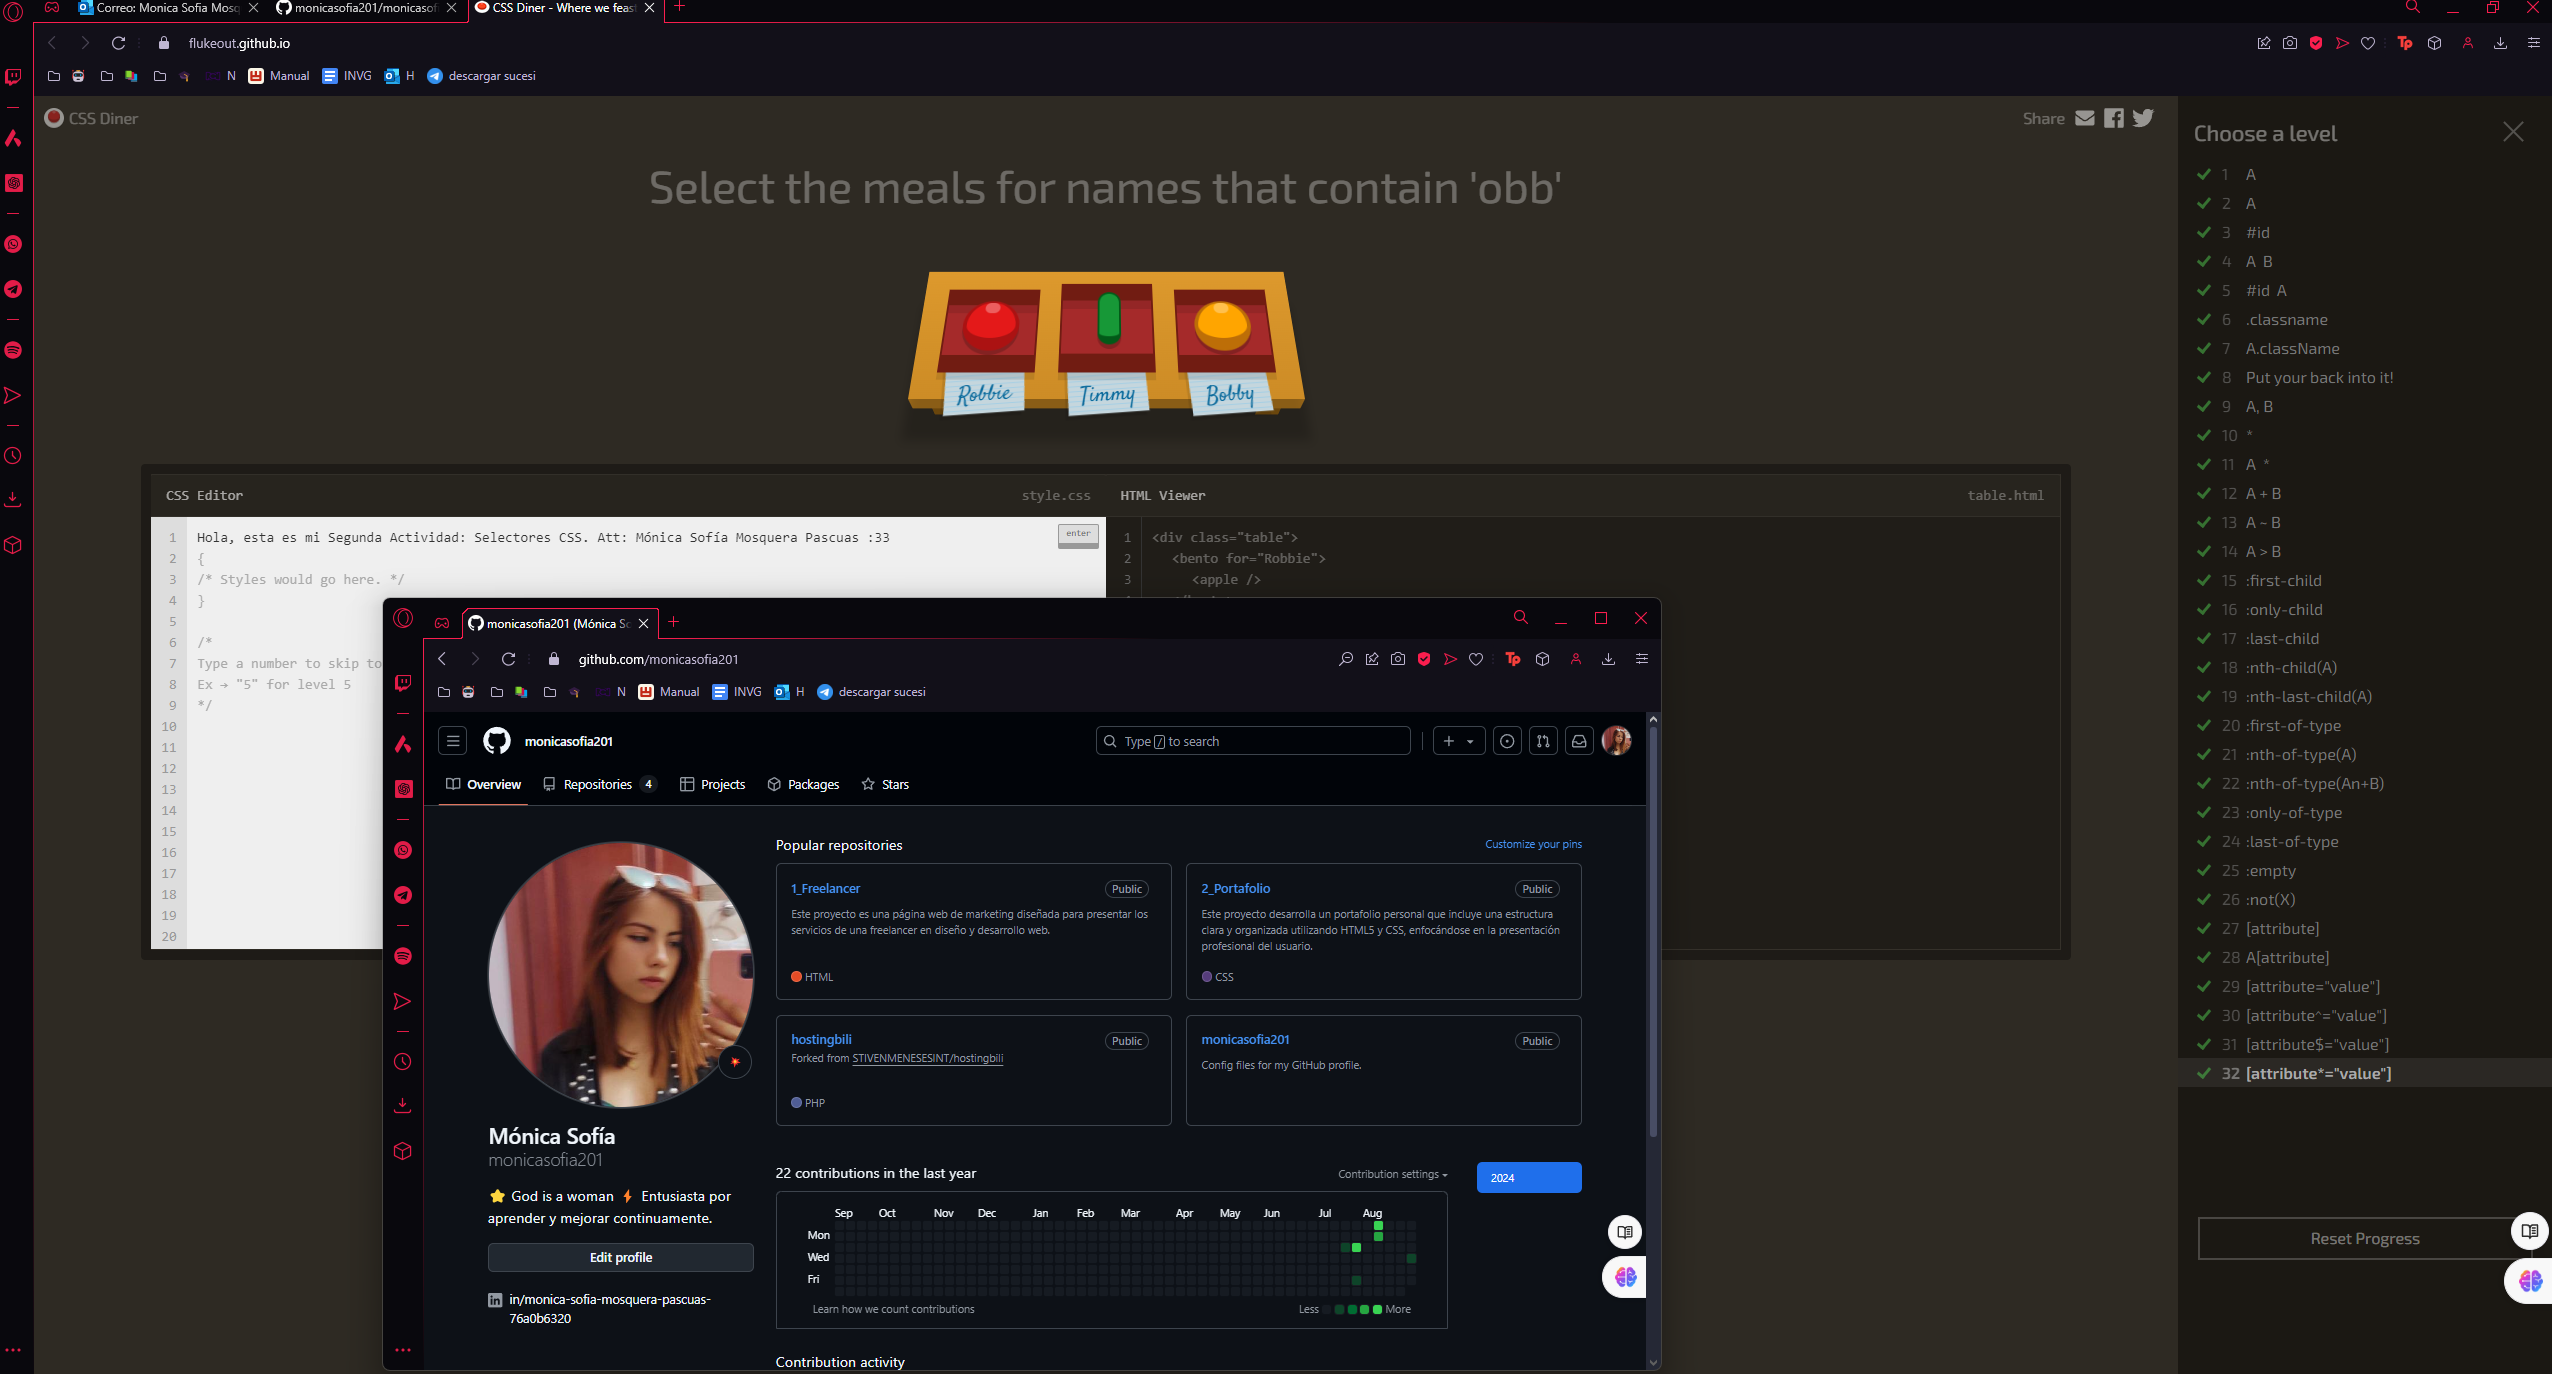 Correo: Monica Sofia Mosq
monicasofia201/monicasof
CSS Diner - Where we feas
flukeout.github.io
N
Manual
INVG
H
descargar sucesi
CSS Diner
Share
Select the meals for names that contain 'obb'
Robbie
Timmy
Bobby
CSS Editor
style.css
HTML Viewer
table.html
enter
1 Hola, esta es mi Segunda Actividad: Selectores CSS. Att: Mónica Sofía Mosquera Pascuas :33
2 {
3 /* Styles would go here. */
4 }
5
6 /*
7 Type a number to skip to
8 Ex → "5" for level 5
9 */
10
11
12
13
14
15
16
17
18
19
20
1 <div class="table">
2 <bento for="Robbie">
3 <apple />
Choose a level
1 A
2 A
3 #id
4 A B
5 #id A
6 .classname
7 A.className
8 Put your back into it!
9 A, B
10 *
11 A *
12 A + B
13 A ~ B
14 A > B
15 :first-child
16 :only-child
17 :last-child
18 :nth-child(A)
19 :nth-last-child(A)
20 :first-of-type
21 :nth-of-type(A)
22 :nth-of-type(An+B)
23 :only-of-type
24 :last-of-type
25 :empty
26 :not(X)
27 [attribute]
28 A[attribute]
29 [attribute="value"]
30 [attribute^="value"]
31 [attribute$="value"]
32 [attribute*="value"]
Reset Progress
monicasofia201 (Mónica So
github.com/monicasofia201
Tp
N
Manual
INVG
H
descargar sucesi
monicasofia201
Type / to search
Overview
Repositories 4
Projects
Packages
Stars
Popular repositories
Customize your pins
1_Freelancer
Public
Este proyecto es una página web de marketing diseñada para presentar los
servicios de una freelancer en diseño y desarrollo web.
HTML
2_Portafolio
Public
Este proyecto desarrolla un portafolio personal que incluye una estructura
clara y organizada utilizando HTML5 y CSS, enfocándose en la presentación
profesional del usuario.
CSS
hostingbili
Public
Forked from STIVENMENESESINT/hostingbili
PHP
monicasofia201
Public
Config files for my GitHub profile.
Mónica Sofía
monicasofia201
God is a woman Entusiasta por
aprender y mejorar continuamente.
Edit profile
in/monica-sofia-mosquera-pascuas-
76a0b6320
22 contributions in the last year
Contribution settings
2024
Sep Oct Nov Dec Jan Feb Mar Apr May Jun Jul Aug
Mon
Wed
Fri
Learn how we count contributions
Less
More
Contribution activity